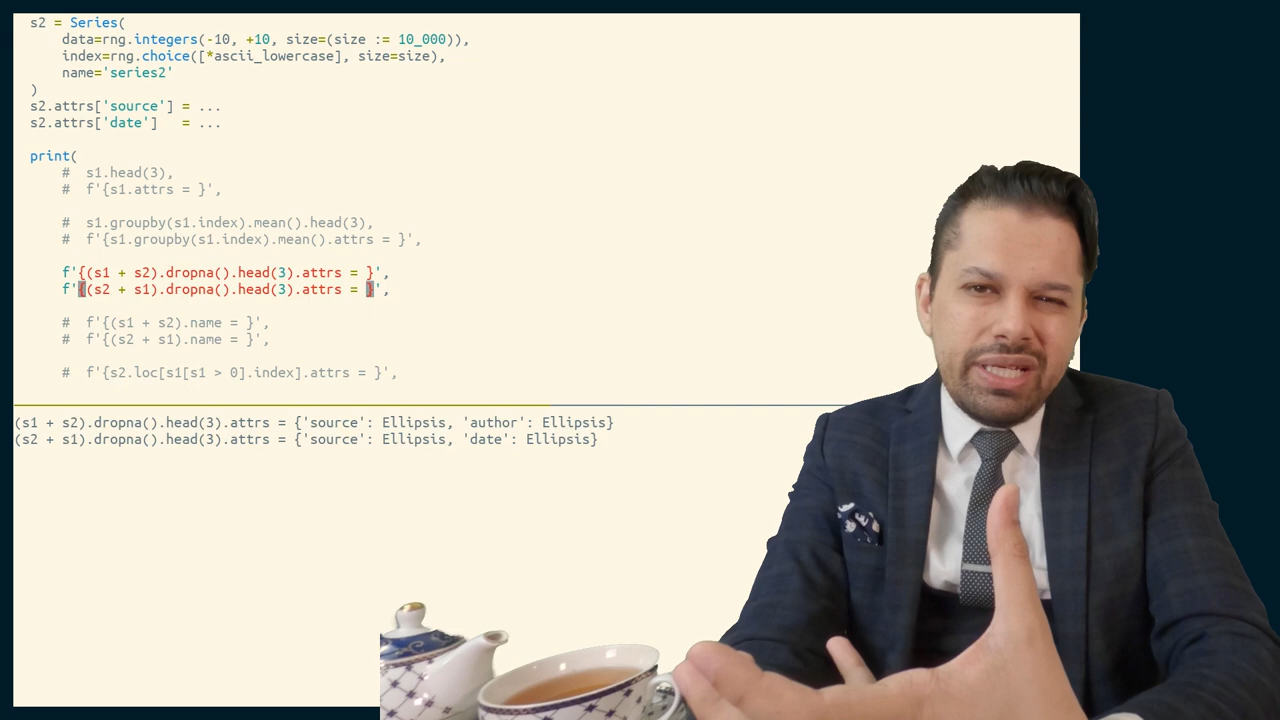 s2 = Series(
    data=rng.integers(-10, +10, size=(size := 10_000)),
    index=rng.choice([*ascii_lowercase], size=size),
    name='series2'
)
s2.attrs['source'] = ...
s2.attrs['date']   = ...
print(
    #  s1.head(3),
    #  f'{s1.attrs = }',
    #  s1.groupby(s1.index).mean().head(3),
    #  f'{s1.groupby(s1.index).mean().attrs = }',
    f'{(s1 + s2).dropna().head(3).attrs = }',
    f'{(s2 + s1).dropna().head(3).attrs = }',
    #  f'{(s1 + s2).name = }',
    #  f'{(s2 + s1).name = }',
    #  f'{s2.loc[s1[s1 > 0].index].attrs = }',
(s1 + s2).dropna().head(3).attrs = {'source': Ellipsis, 'author': Ellipsis}
(s2 + s1).dropna().head(3).attrs = {'source': Ellipsis, 'date': Ellipsis}